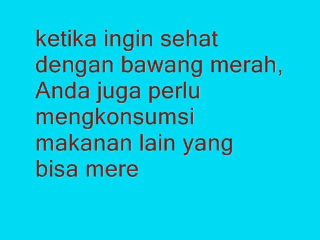 ketika ingin sehat
dengan bawang merah,
Anda juga perlu
mengkonsumsi
makanan lain yang
bisa mere